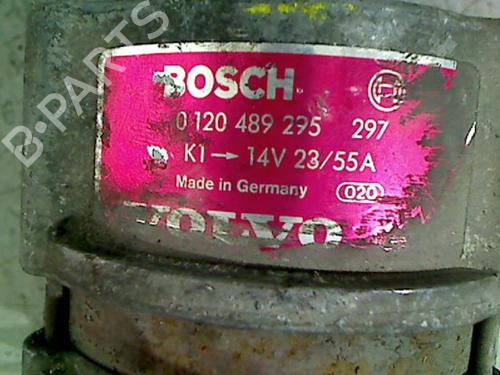 B-PARTS
BOSCH
0 120 489 295 297
K1→ 14V 23/55A
Made in Germany 020
VOLVO